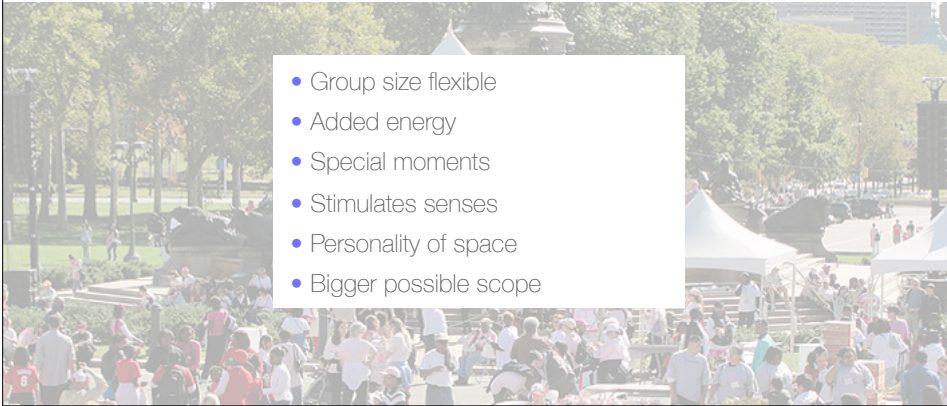 • Group size flexible
• Added energy
• Special moments
• Stimulates senses
• Personality of space
• Bigger possible scope